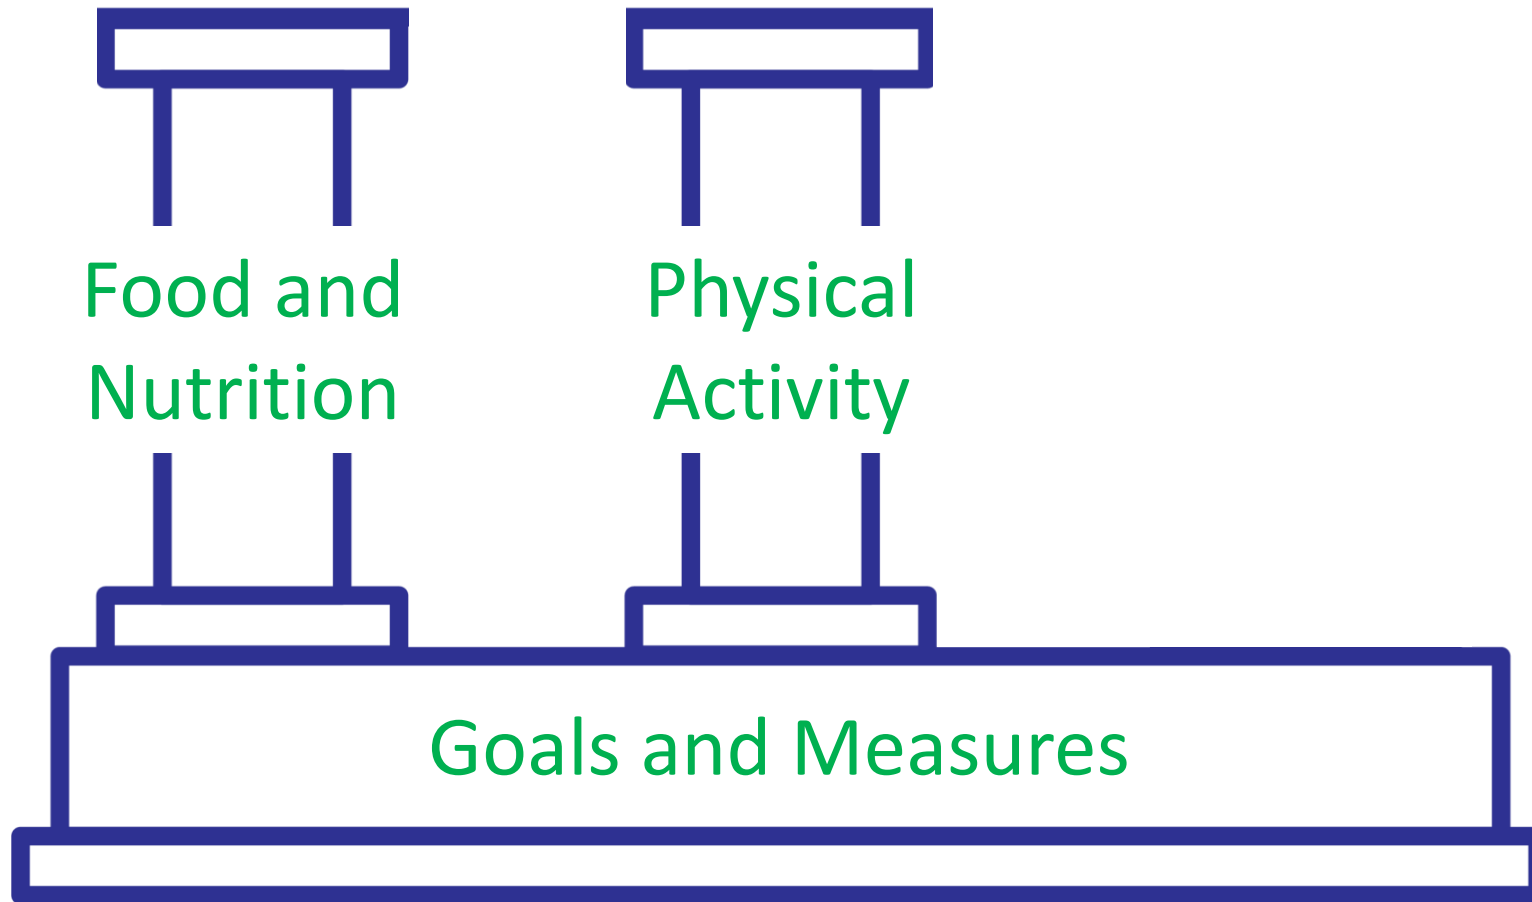 Food and
Nutrition
Physical
Activity
Goals and Measures